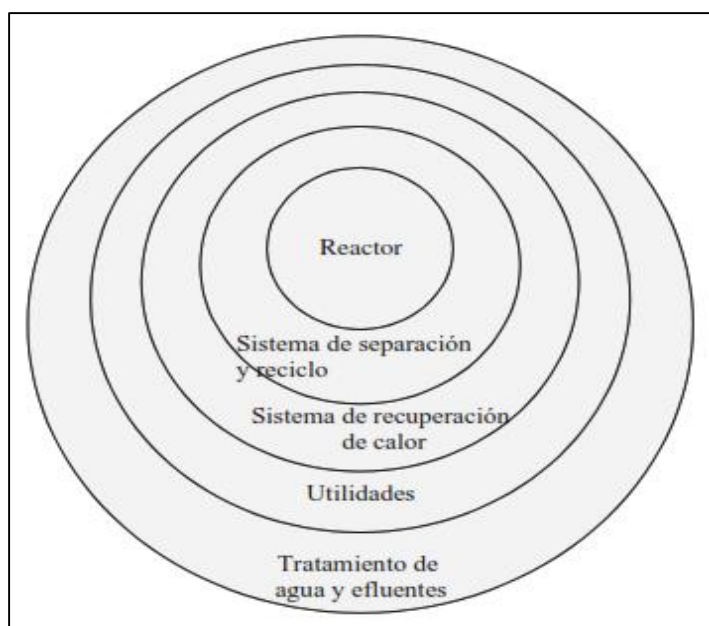 Reactor
Sistema de separación
y reciclo
Sistema de recuperación
de calor
Utilidades
Tratamiento de
agua y efluentes